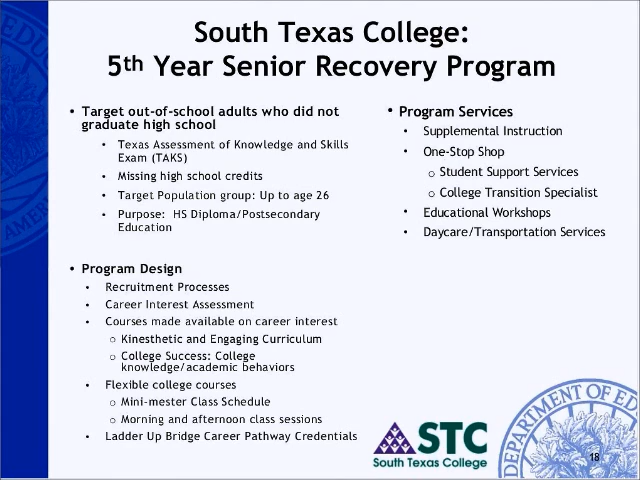 South Texas College:
5th Year Senior Recovery Program
• Target out-of-school adults who did not
graduate high school
• Texas Assessment of Knowledge and Skills
Exam (TAKS)
• Missing high school credits
• Target Population group: Up to age 26
• Purpose: HS Diploma/Postsecondary
Education
• Program Design
• Recruitment Processes
• Career Interest Assessment
• Courses made available on career interest
o Kinesthetic and Engaging Curriculum
o College Success: College
knowledge/academic behaviors
• Flexible college courses
o Mini-mester Class Schedule
o Morning and afternoon class sessions
• Ladder Up Bridge Career Pathway Credentials
• Program Services
• Supplemental Instruction
• One-Stop Shop
o Student Support Services
o College Transition Specialist
• Educational Workshops
• Daycare/Transportation Services
STC
South Texas College
DEPARTMENT OF EDU
18